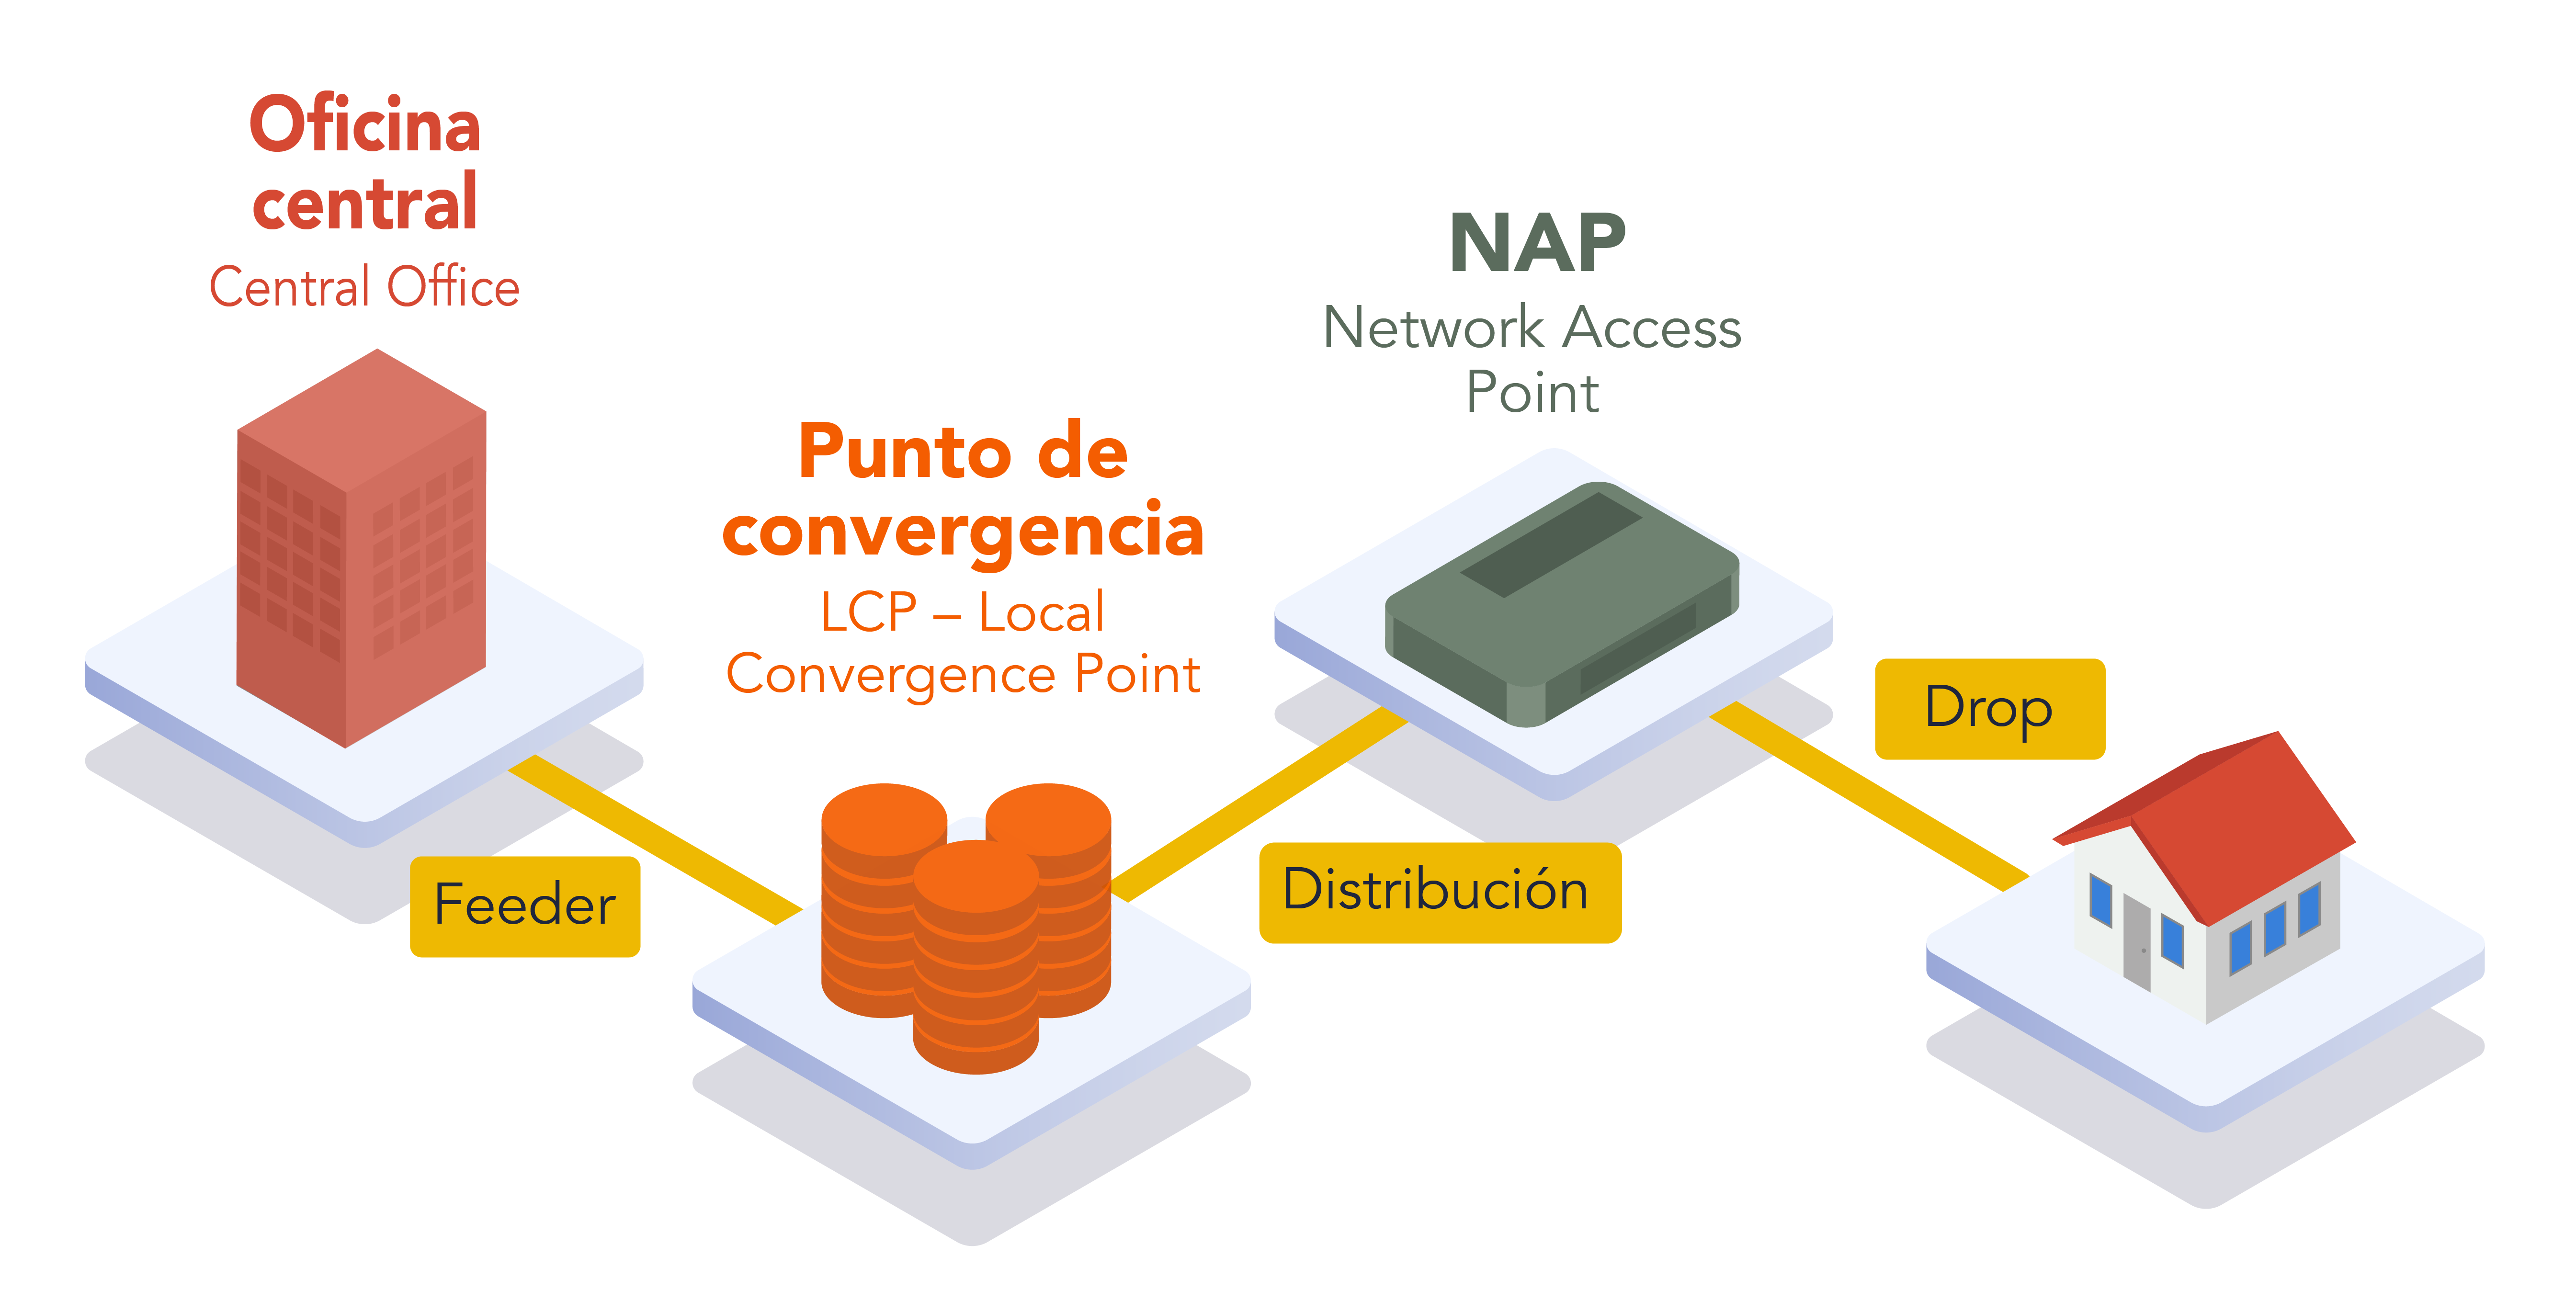 Oficina
central
Central Office
Punto de
convergencia
LCP – Local
Convergence Point
NAP
Network Access
Point
Feeder
Distribución
Drop